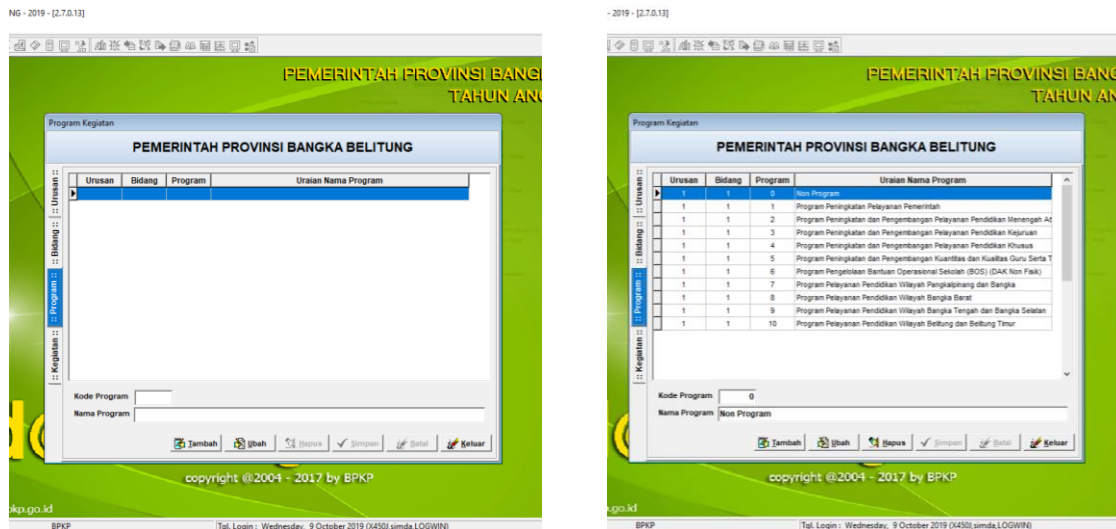 NG - 2019 - [2.7.0.13]
PEMERINTAH PROVINSI BANG
TAHUN AN
Program Kegiatan
PEMERINTAH PROVINSI BANGKA BELITUNG
:: Urusan ::
:: Bidang ::
:: Program ::
:: Kegiatan ::
Urusan Bidang Program Uraian Nama Program
Kode Program
Nama Program
Tambah Ubah Hapus Simpan Batal Keluar
copyright @2004 - 2017 by BPKP
kp.go.id
BPKP Tgl. Login : Wednesday, 9 October 2019 (X450J,simda,LOGWIN)
- 2019 - [2.7.0.13]
PEMERINTAH PROVINSI BANG
TAHUN AN
Program Kegiatan
PEMERINTAH PROVINSI BANGKA BELITUNG
:: Urusan ::
:: Bidang ::
:: Program ::
:: Kegiatan ::
Urusan Bidang Program Uraian Nama Program
1 1 0 Non Program
1 1 1 Program Peningkatan Pelayanan Pemerintah
1 1 2 Program Peningkatan dan Pengembangan Pelayanan Pendidikan Menengah At
1 1 3 Program Peningkatan dan Pengembangan Pelayanan Pendidikan Kejuruan
1 1 4 Program Peningkatan dan Pengembangan Pelayanan Pendidikan Khusus
1 1 5 Program Peningkatan dan Pengembangan Kuantitas dan Kualitas Guru Serta T
1 1 6 Program Pengelolaan Bantuan Operasional Sekolah (BOS) (DAK Non Fisik)
1 1 7 Program Pelayanan Pendidikan Wilayah Pangkalpinang dan Bangka
1 1 8 Program Pelayanan Pendidikan Wilayah Bangka Barat
1 1 9 Program Pelayanan Pendidikan Wilayah Bangka Tengah dan Bangka Selatan
1 1 10 Program Pelayanan Pendidikan Wilayah Belitung dan Belitung Timur
Kode Program 0
Nama Program Non Program
Tambah Ubah Hapus Simpan Batal Keluar
copyright @2004 - 2017 by BPKP
.go.id
BPKP Tgl. Login : Wednesday, 9 October 2019 (X450J,simda,LOGWIN)